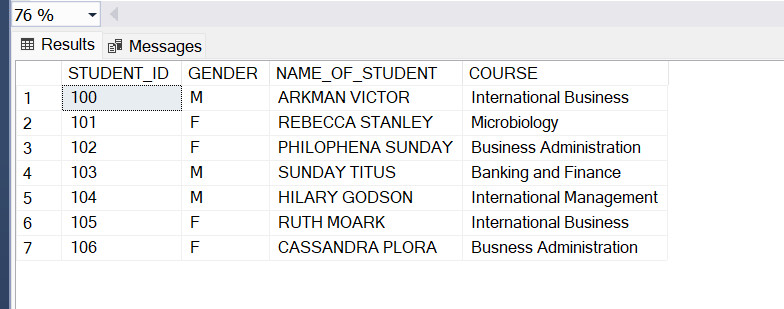 76 %
Results Messages
STUDENT_ID GENDER NAME_OF_STUDENT COURSE
1 100 M ARKMAN VICTOR International Business
2 101 F REBECCA STANLEY Microbiology
3 102 F PHILOPHENA SUNDAY Business Administration
4 103 M SUNDAY TITUS Banking and Finance
5 104 M HILARY GODSON International Management
6 105 F RUTH MOARK International Business
7 106 F CASSANDRA PLORA Busness Administration